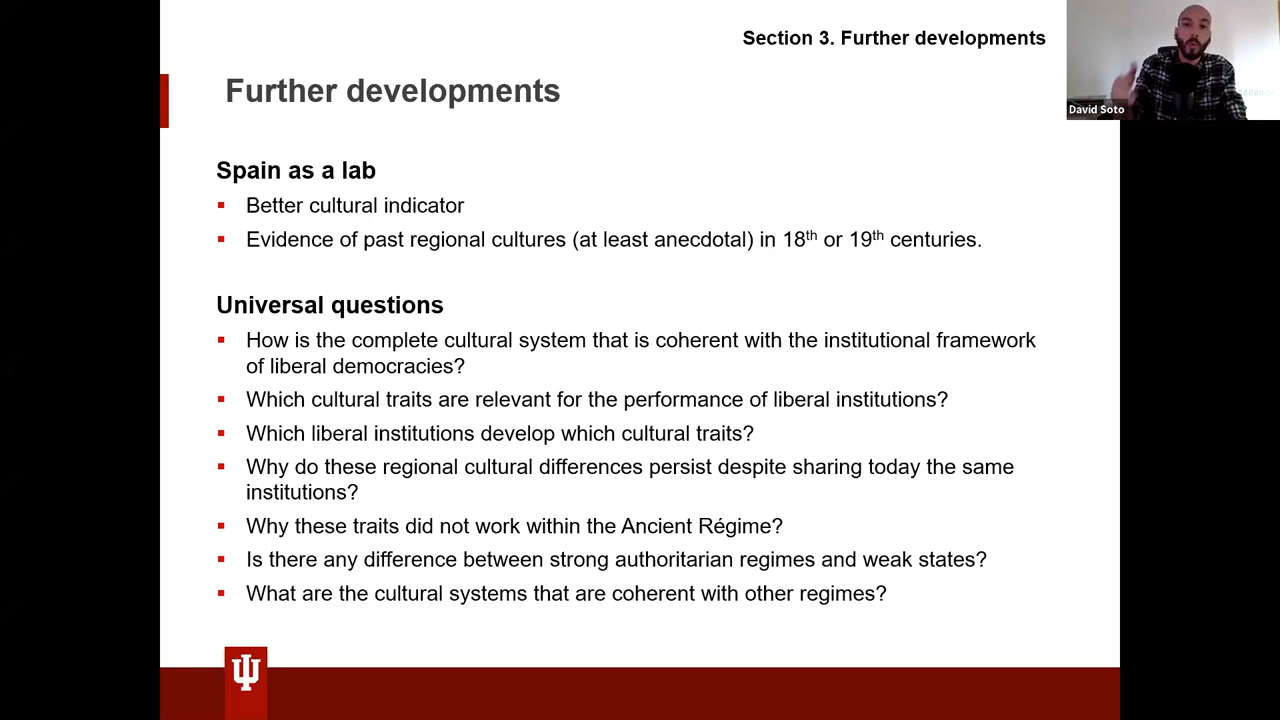 Section 3. Further developments
David Soto
Further developments
Spain as a lab
Better cultural indicator
Evidence of past regional cultures (at least anecdotal) in 18th or 19th centuries.
Universal questions
How is the complete cultural system that is coherent with the institutional framework
of liberal democracies?
Which cultural traits are relevant for the performance of liberal institutions?
Which liberal institutions develop which cultural traits?
Why do these regional cultural differences persist despite sharing today the same
institutions?
Why these traits did not work within the Ancient Régime?
Is there any difference between strong authoritarian regimes and weak states?
What are the cultural systems that are coherent with other regimes?